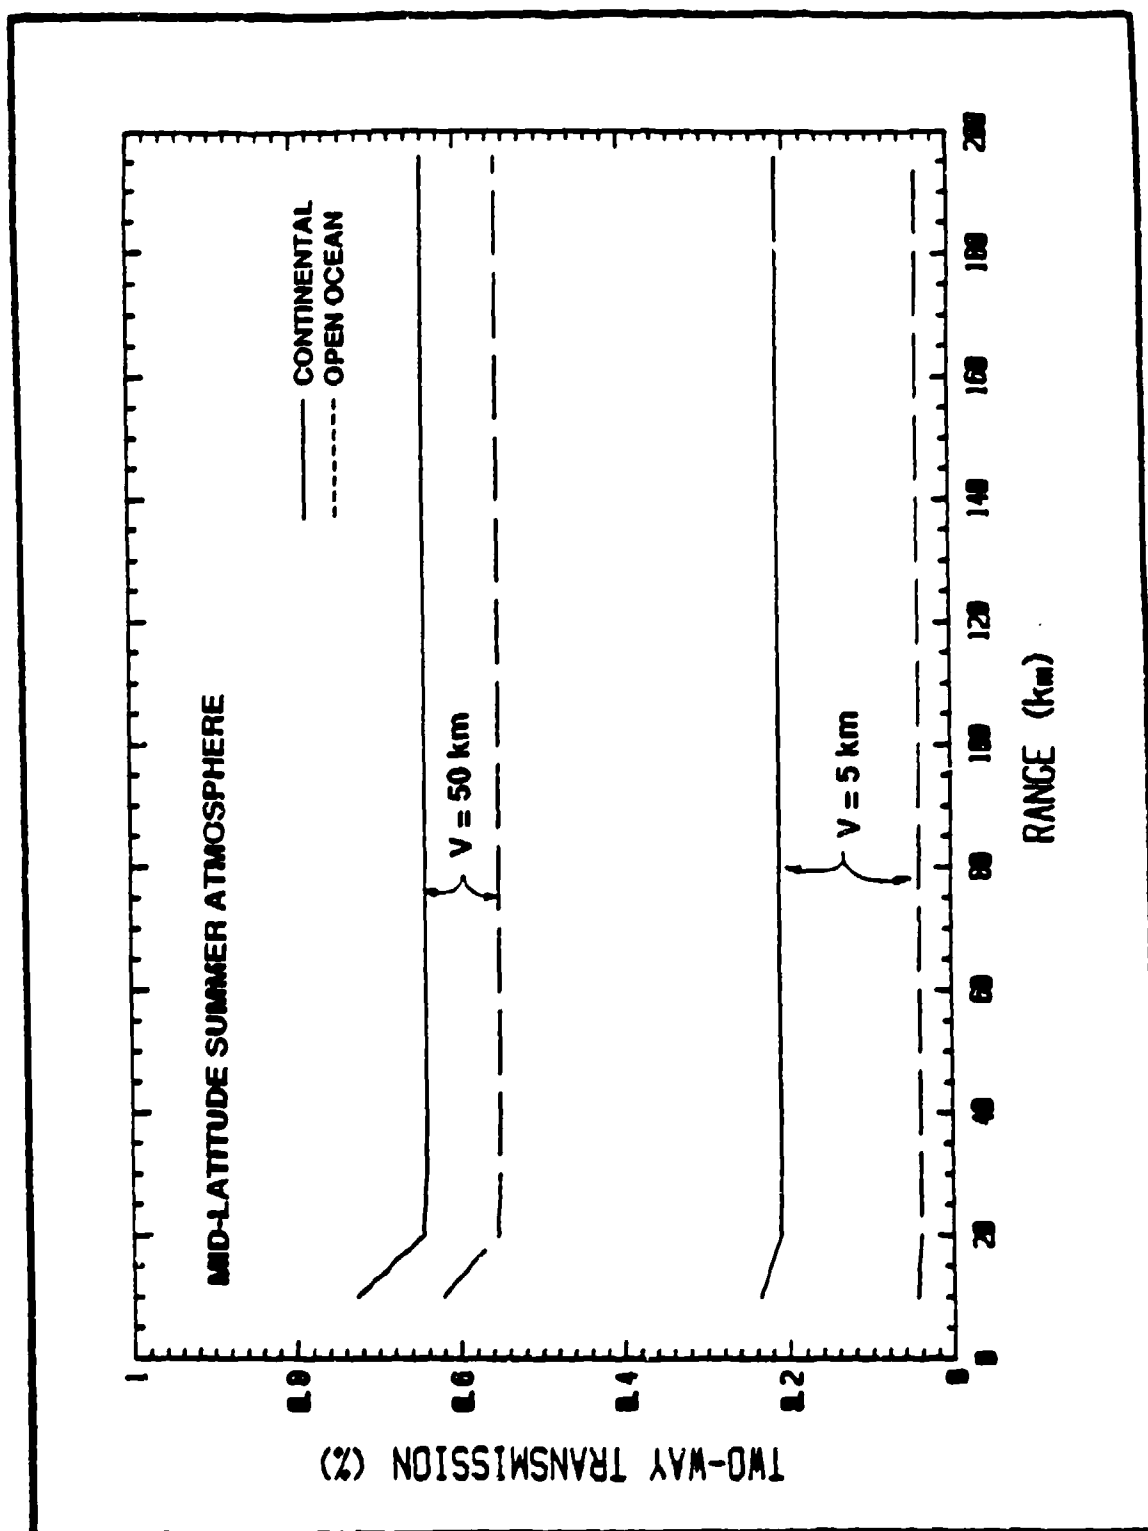 MID-LATITUDE SUMMER ATMOSPHERE
CONTINENTAL
OPEN OCEAN
V = 50 km
V = 5 km
TWO-WAY TRANSMISSION (%)
1
0.8
0.6
0.4
0.2
0
0
20
40
60
80
100
120
140
160
180
200
RANGE (km)